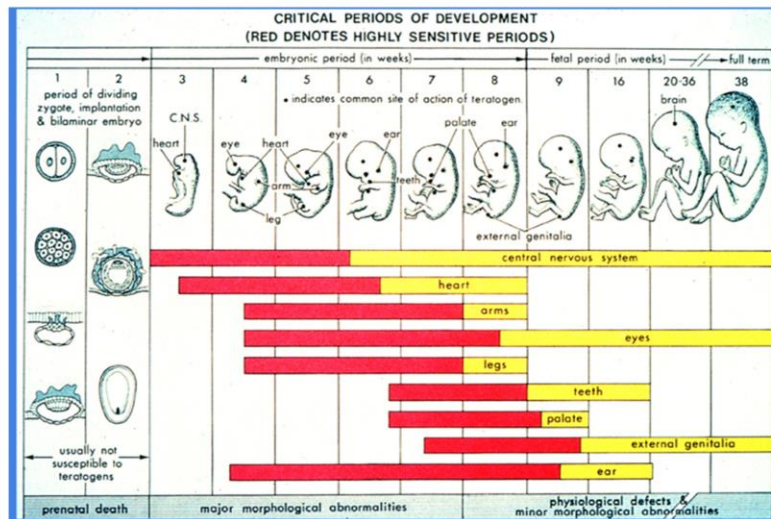 CRITICAL PERIODS OF DEVELOPMENT
(RED DENOTES HIGHLY SENSITIVE PERIODS)
embryonic period (in weeks)
fetal period (in weeks)
full term
1 2 3 4 5 6 7 8 9 16 20-36 38
period of dividing
zygote, implantation
& bilaminar embryo
• indicates common site of action of teratogen.
brain
C.N.S.
heart
eye
heart
eye
ear
palate
ear
arm
teeth
leg
external genitalia
central nervous system
heart
arms
eyes
legs
teeth
palate
external genitalia
ear
usually not
susceptible to
teratogens
prenatal death
major morphological abnormalities
physiological defects &
minor morphological abnormalities